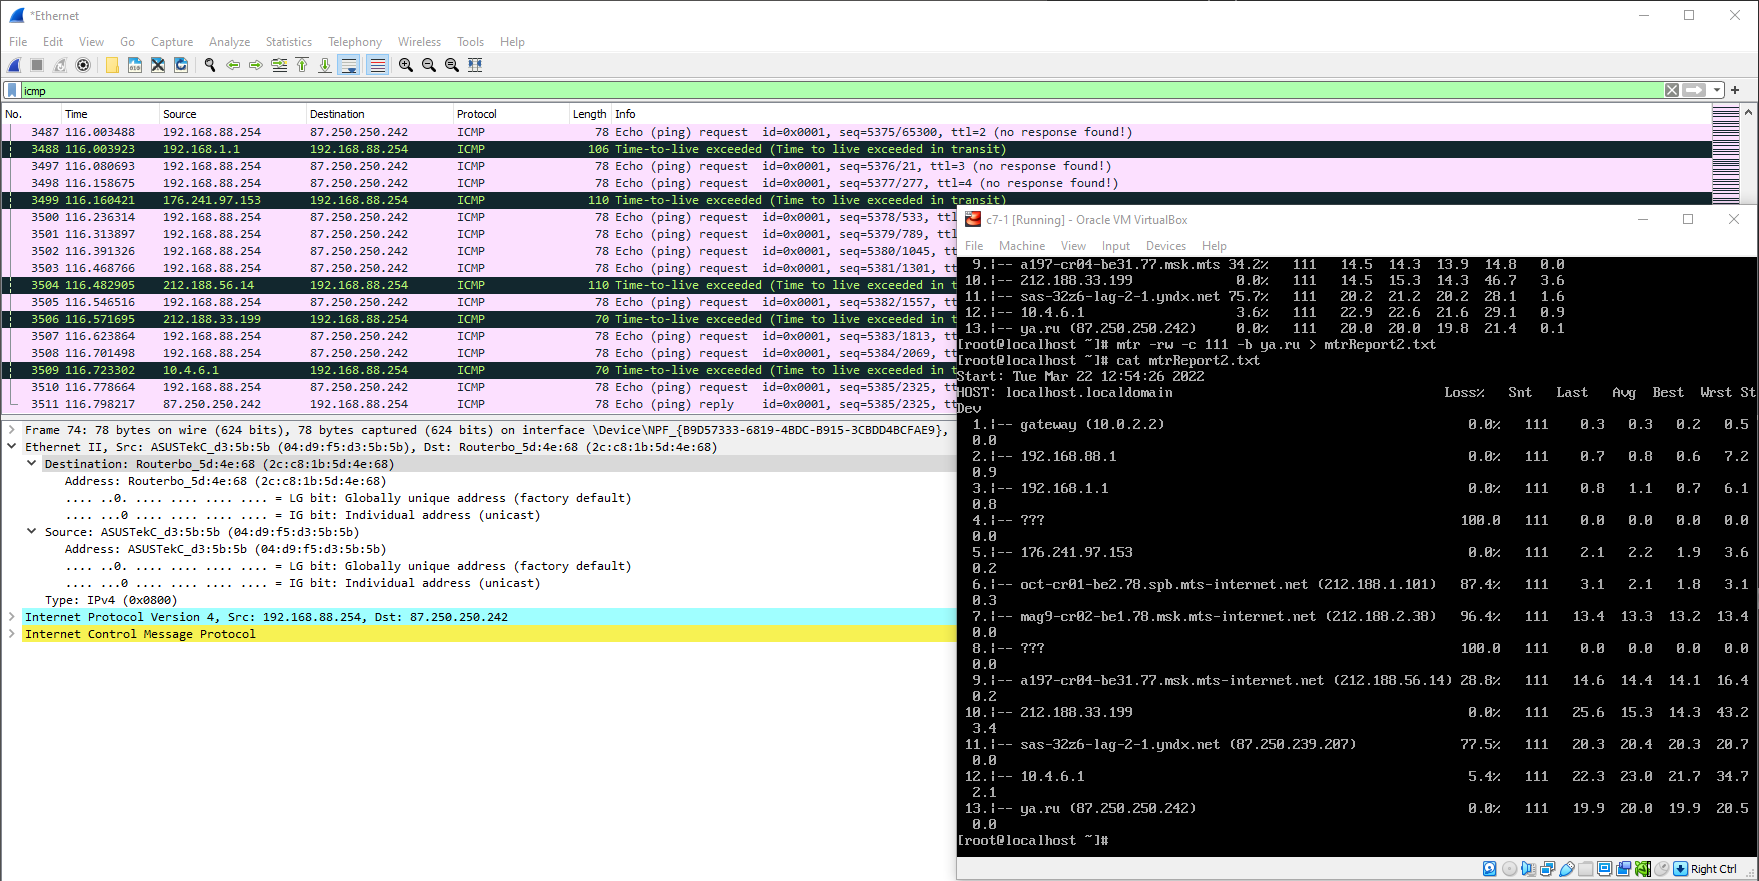 *Ethernet
File Edit View Go Capture Analyze Statistics Telephony Wireless Tools Help
icmp
No. Time Source Destination Protocol Length Info
3487 116.003488 192.168.88.254 87.250.250.242 ICMP 78 Echo (ping) request id=0x0001, seq=5375/65300, ttl=2 (no response found!)
3488 116.003923 192.168.1.1 192.168.88.254 ICMP 106 Time-to-live exceeded (Time to live exceeded in transit)
3497 116.080693 192.168.88.254 87.250.250.242 ICMP 78 Echo (ping) request id=0x0001, seq=5376/21, ttl=3 (no response found!)
3498 116.158675 192.168.88.254 87.250.250.242 ICMP 78 Echo (ping) request id=0x0001, seq=5377/277, ttl=4 (no response found!)
3499 116.160421 176.241.97.153 192.168.88.254 ICMP 110 Time-to-live exceeded (Time to live exceeded in transit)
3500 116.236314 192.168.88.254 87.250.250.242 ICMP 78 Echo (ping) request id=0x0001, seq=5378/533, tt
3501 116.313897 192.168.88.254 87.250.250.242 ICMP 78 Echo (ping) request id=0x0001, seq=5379/789, tt
3502 116.391326 192.168.88.254 87.250.250.242 ICMP 78 Echo (ping) request id=0x0001, seq=5380/1045, tt
3503 116.468766 192.168.88.254 87.250.250.242 ICMP 78 Echo (ping) request id=0x0001, seq=5381/1301, tt
3504 116.482905 212.188.56.14 192.168.88.254 ICMP 110 Time-to-live exceeded (Time to live exceeded in t
3505 116.546516 192.168.88.254 87.250.250.242 ICMP 78 Echo (ping) request id=0x0001, seq=5382/1557, tt
3506 116.571695 212.188.33.199 192.168.88.254 ICMP 70 Time-to-live exceeded (Time to live exceeded in t
3507 116.623864 192.168.88.254 87.250.250.242 ICMP 78 Echo (ping) request id=0x0001, seq=5383/1813, tt
3508 116.701498 192.168.88.254 87.250.250.242 ICMP 78 Echo (ping) request id=0x0001, seq=5384/2069, tt
3509 116.723302 10.4.6.1 192.168.88.254 ICMP 70 Time-to-live exceeded (Time to live exceeded in t
3510 116.778664 192.168.88.254 87.250.250.242 ICMP 78 Echo (ping) request id=0x0001, seq=5385/2325, tt
3511 116.798217 87.250.250.242 192.168.88.254 ICMP 78 Echo (ping) reply id=0x0001, seq=5385/2325, tt
Frame 74: 78 bytes on wire (624 bits), 78 bytes captured (624 bits) on interface \Device\NPF_{B9D57333-6819-4BDC-B915-3CBDD4BCFAE9},
Ethernet II, Src: ASUSTekC_d3:5b:5b (04:d9:f5:d3:5b:5b), Dst: Routerbo_5d:4e:68 (2c:c8:1b:5d:4e:68)
Destination: Routerbo_5d:4e:68 (2c:c8:1b:5d:4e:68)
Address: Routerbo_5d:4e:68 (2c:c8:1b:5d:4e:68)
.... ..0. .... .... .... .... = LG bit: Globally unique address (factory default)
.... ...0 .... .... .... .... = IG bit: Individual address (unicast)
Source: ASUSTekC_d3:5b:5b (04:d9:f5:d3:5b:5b)
Address: ASUSTekC_d3:5b:5b (04:d9:f5:d3:5b:5b)
.... ..0. .... .... .... .... = LG bit: Globally unique address (factory default)
.... ...0 .... .... .... .... = IG bit: Individual address (unicast)
Type: IPv4 (0x0800)
Internet Protocol Version 4, Src: 192.168.88.254, Dst: 87.250.250.242
Internet Control Message Protocol
c7-1 [Running] - Oracle VM VirtualBox
File Machine View Input Devices Help
9.|-- a197-cr04-be31.77.msk.mts 34.2% 111 14.5 14.3 13.9 14.8 0.0
10.|-- 212.188.33.199 0.0% 111 14.5 15.3 14.3 46.7 3.6
11.|-- sas-32z6-lag-2-1.yndx.net 75.7% 111 20.2 21.2 20.2 28.1 1.6
12.|-- 10.4.6.1 3.6% 111 22.9 22.6 21.6 29.1 0.9
13.|-- ya.ru (87.250.250.242) 0.0% 111 20.0 20.0 19.8 21.4 0.1
[root@localhost ~]# mtr -rw -c 111 -b ya.ru > mtrReport2.txt
[root@localhost ~]# cat mtrReport2.txt
Start: Tue Mar 22 12:54:26 2022
HOST: localhost.localdomain Loss% Snt Last Avg Best Wrst St
Dev
1.|-- gateway (10.0.2.2) 0.0% 111 0.3 0.3 0.2 0.5
0.0
2.|-- 192.168.88.1 0.0% 111 0.7 0.8 0.6 7.2
0.9
3.|-- 192.168.1.1 0.0% 111 0.8 1.1 0.7 6.1
0.8
4.|-- ??? 100.0 111 0.0 0.0 0.0 0.0
0.0
5.|-- 176.241.97.153 0.0% 111 2.1 2.2 1.9 3.6
0.2
6.|-- oct-cr01-be2.78.spb.mts-internet.net (212.188.1.101) 87.4% 111 3.1 2.1 1.8 3.1
0.3
7.|-- mag9-cr02-be1.78.msk.mts-internet.net (212.188.2.38) 96.4% 111 13.4 13.3 13.2 13.4
0.0
8.|-- ??? 100.0 111 0.0 0.0 0.0 0.0
0.0
9.|-- a197-cr04-be31.77.msk.mts-internet.net (212.188.56.14) 28.8% 111 14.6 14.4 14.1 16.4
0.2
10.|-- 212.188.33.199 0.0% 111 25.6 15.3 14.3 43.2
3.4
11.|-- sas-32z6-lag-2-1.yndx.net (87.250.239.207) 77.5% 111 20.3 20.4 20.3 20.7
0.0
12.|-- 10.4.6.1 5.4% 111 22.3 23.0 21.7 34.7
2.1
13.|-- ya.ru (87.250.250.242) 0.0% 111 19.9 20.0 19.9 20.5
0.0
[root@localhost ~]#
Right Ctrl